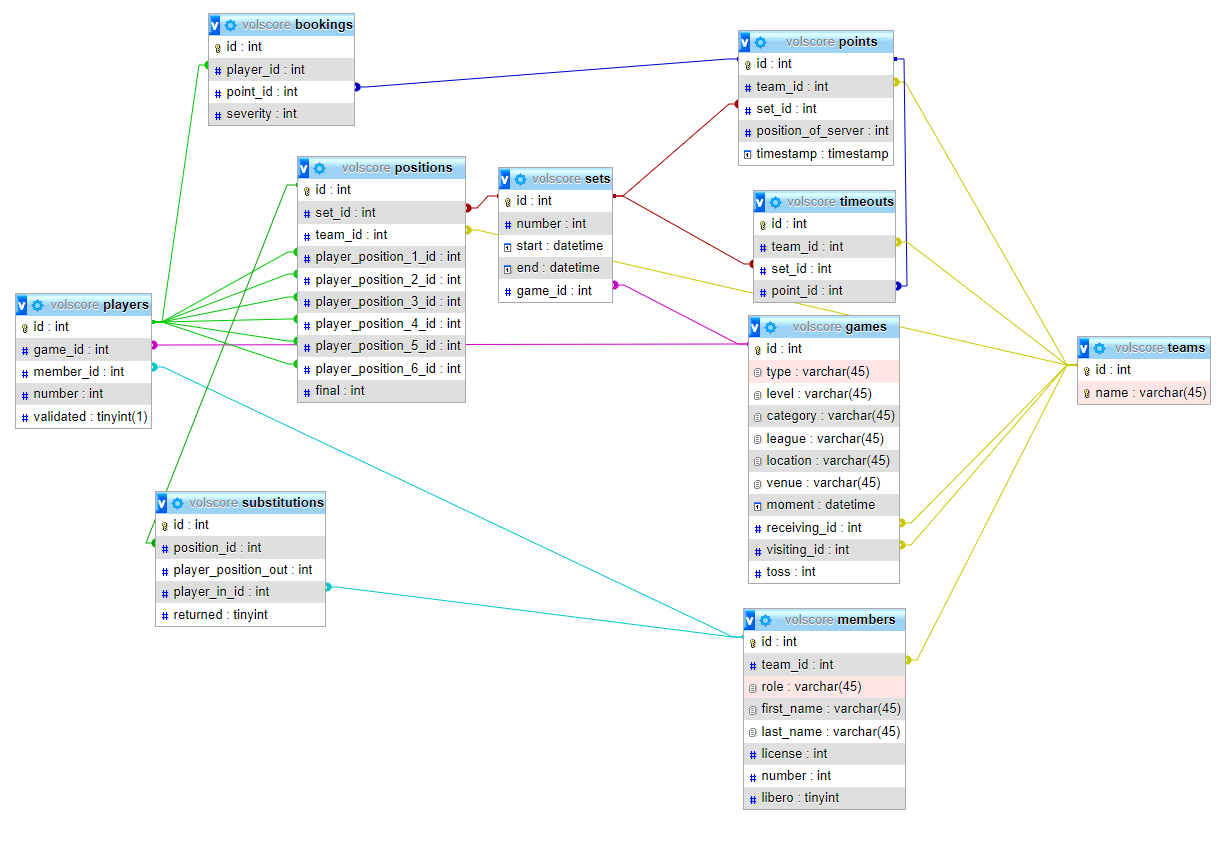 volscore bookings
id : int
player_id : int
point_id : int
severity : int
volscore points
id : int
team_id : int
set_id : int
position_of_server : int
timestamp : timestamp
volscore positions
id : int
set_id : int
team_id : int
player_position_1_id : int
player_position_2_id : int
player_position_3_id : int
player_position_4_id : int
player_position_5_id : int
player_position_6_id : int
final : int
volscore sets
id : int
number : int
start : datetime
end : datetime
game_id : int
volscore timeouts
id : int
team_id : int
set_id : int
point_id : int
volscore players
id : int
game_id : int
member_id : int
number : int
validated : tinyint(1)
volscore games
id : int
type : varchar(45)
level : varchar(45)
category : varchar(45)
league : varchar(45)
location : varchar(45)
venue : varchar(45)
moment : datetime
receiving_id : int
visiting_id : int
toss : int
volscore teams
id : int
name : varchar(45)
volscore substitutions
id : int
position_id : int
player_position_out : int
player_in_id : int
returned : tinyint
volscore members
id : int
team_id : int
role : varchar(45)
first_name : varchar(45)
last_name : varchar(45)
license : int
number : int
libero : tinyint